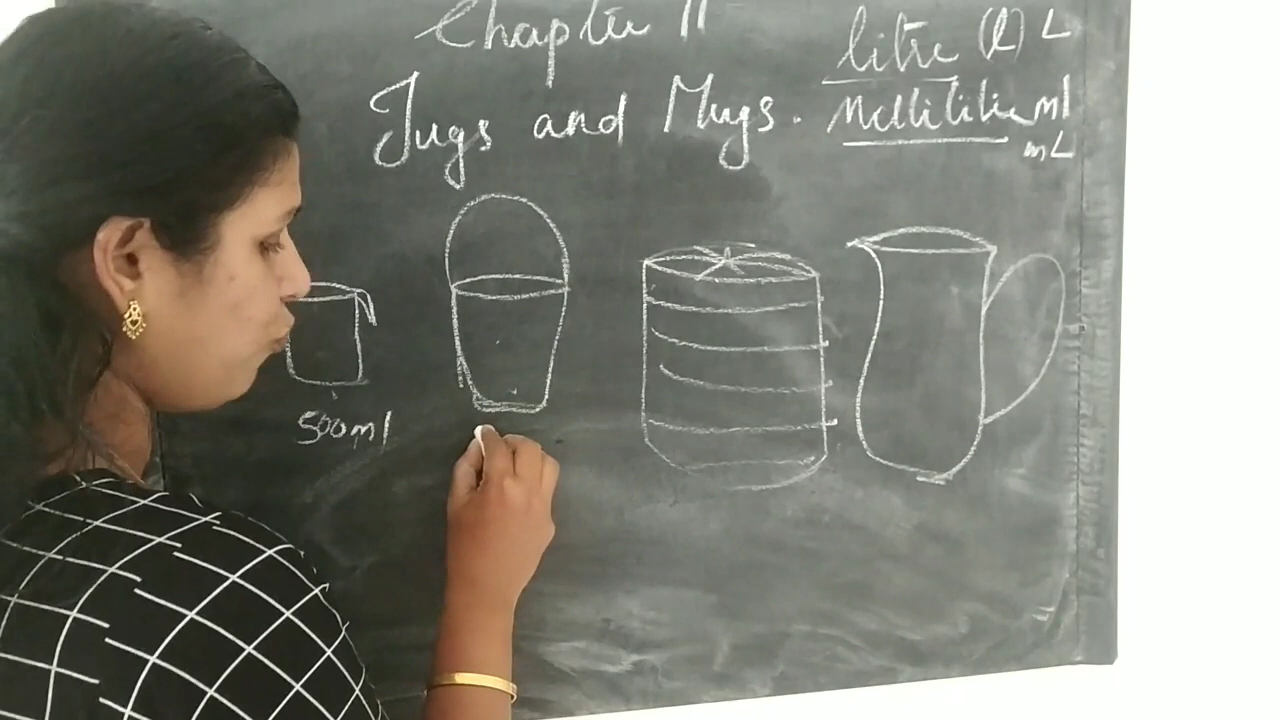 Chapter 11
Jugs and Mugs.
litre (l) L
Millilitre ml
mL
500ml